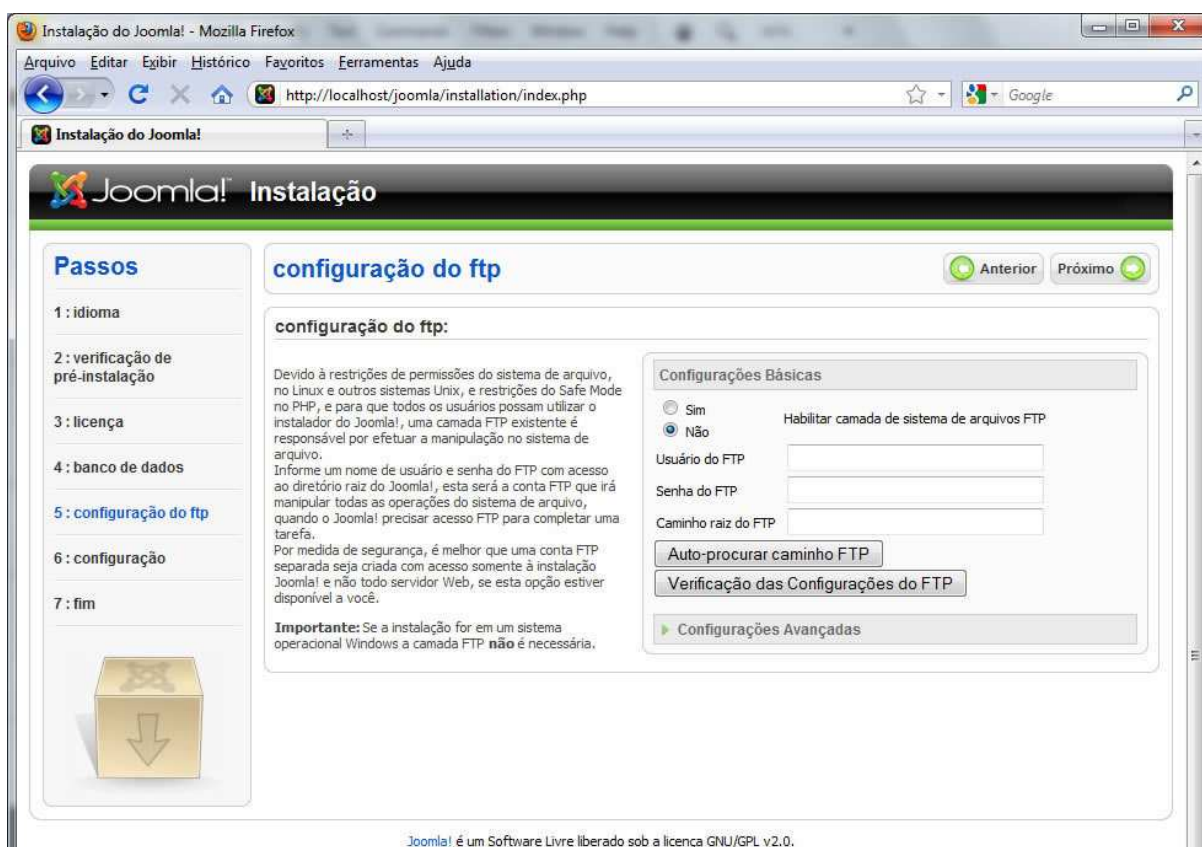 Instalação do Joomla! - Mozilla Firefox
Arquivo Editar Exibir Histórico Favoritos Ferramentas Ajuda
http://localhost/joomla/installation/index.php
Google
Instalação do Joomla!
Joomla! Instalação
Passos
1 : idioma
2 : verificação de
pré-instalação
3 : licença
4 : banco de dados
5 : configuração do ftp
6 : configuração
7 : fim
configuração do ftp
Anterior
Próximo
configuração do ftp:
Devido à restrições de permissões do sistema de arquivo,
no Linux e outros sistemas Unix, e restrições do Safe Mode
no PHP, e para que todos os usuários possam utilizar o
instalador do Joomla!, uma camada FTP existente é
responsável por efetuar a manipulação no sistema de
arquivo.
Informe um nome de usuário e senha do FTP com acesso
ao diretório raiz do Joomla!, esta será a conta FTP que irá
manipular todas as operações do sistema de arquivo,
quando o Joomla! precisar acesso FTP para completar uma
tarefa.
Por medida de segurança, é melhor que uma conta FTP
separada seja criada com acesso somente à instalação
Joomla! e não todo servidor Web, se esta opção estiver
disponível a você.
Importante: Se a instalação for em um sistema
operacional Windows a camada FTP não é necessária.
Configurações Básicas
Sim
Não
Habilitar camada de sistema de arquivos FTP
Usuário do FTP
Senha do FTP
Caminho raiz do FTP
Auto-procurar caminho FTP
Verificação das Configurações do FTP
Configurações Avançadas
Joomla! é um Software Livre liberado sob a licença GNU/GPL v2.0.